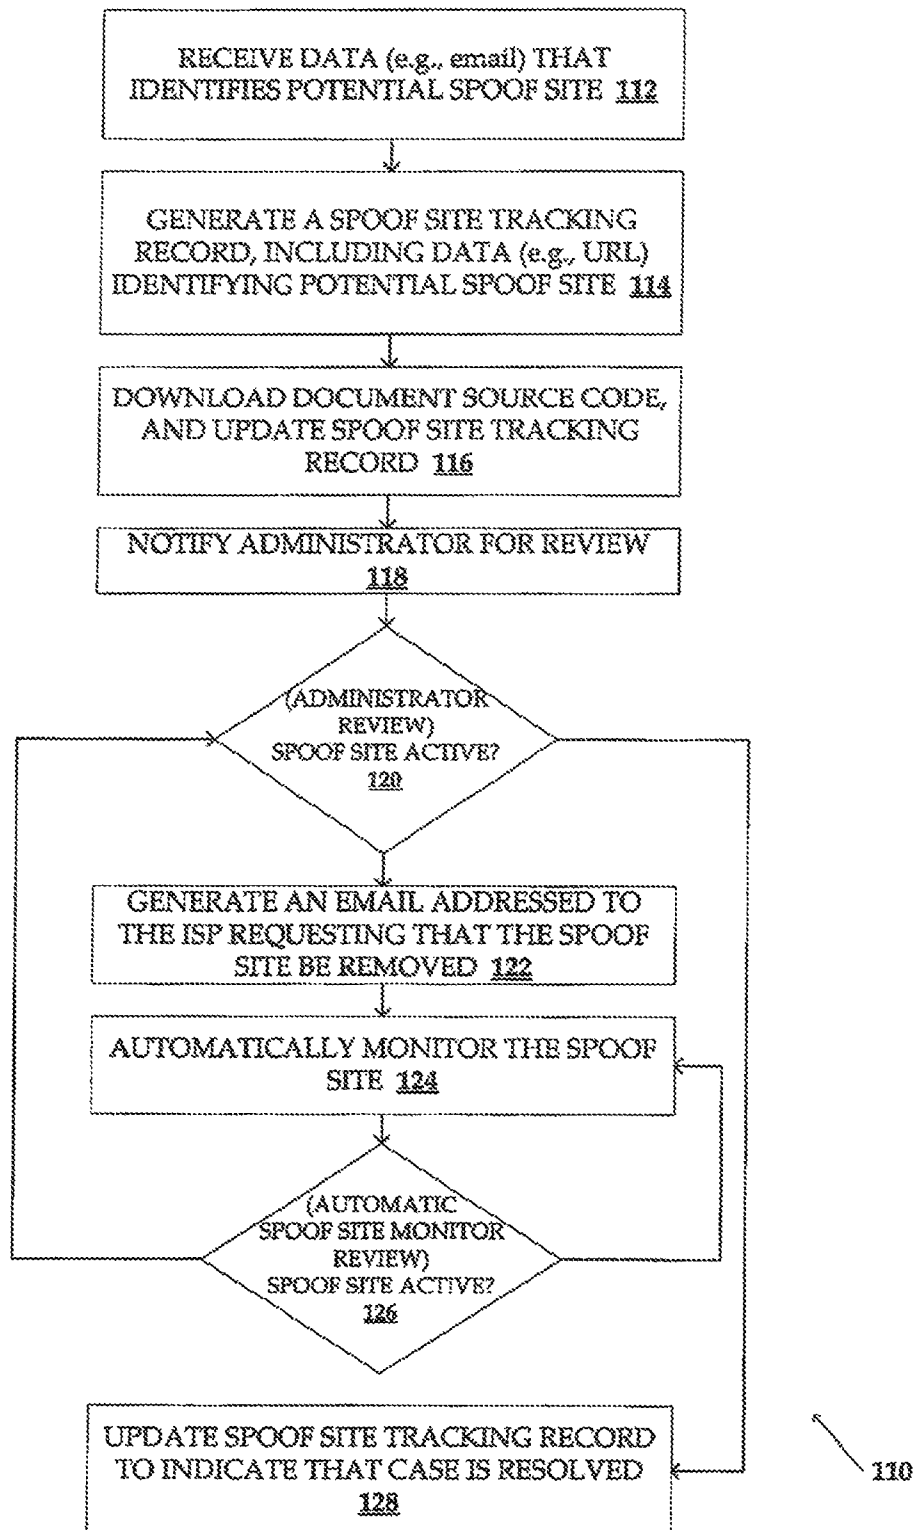 RECEIVE DATA (e.g., email) THAT
IDENTIFIES POTENTIAL SPOOF SITE 112
GENERATE A SPOOF SITE TRACKING
RECORD, INCLUDING DATA (e.g., URL)
IDENTIFYING POTENTIAL SPOOF SITE 114
DOWNLOAD DOCUMENT SOURCE CODE,
AND UPDATE SPOOF SITE TRACKING
RECORD 116
NOTIFY ADMINISTRATOR FOR REVIEW
118
(ADMINISTRATOR
REVIEW)
SPOOF SITE ACTIVE?
120
GENERATE AN EMAIL ADDRESSED TO
THE ISP REQUESTING THAT THE SPOOF
SITE BE REMOVED 122
AUTOMATICALLY MONITOR THE SPOOF
SITE 124
(AUTOMATIC
SPOOF SITE MONITOR
REVIEW)
SPOOF SITE ACTIVE?
126
UPDATE SPOOF SITE TRACKING RECORD
TO INDICATE THAT CASE IS RESOLVED
128
110